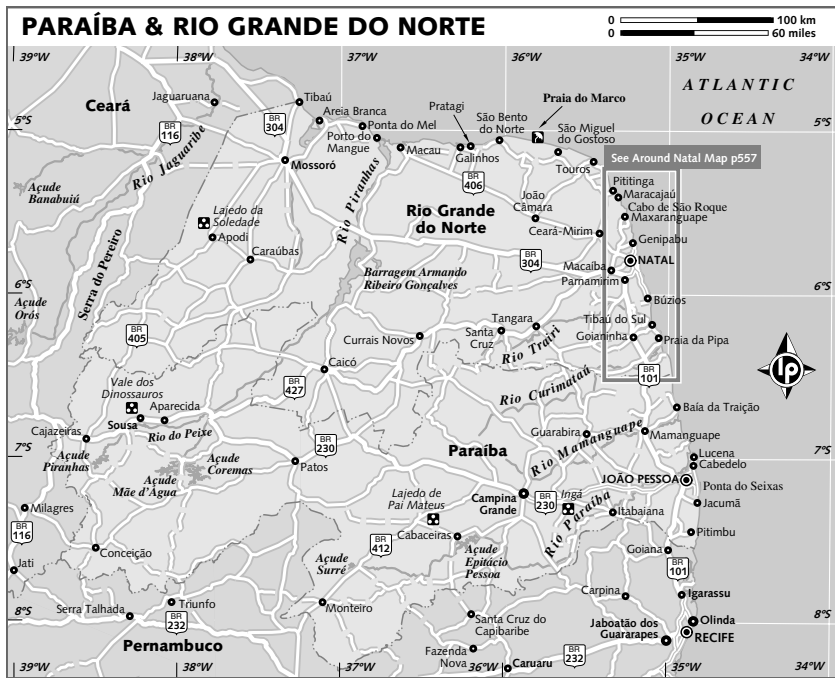 PARAÍBA & RIO GRANDE DO NORTE
0 100 km
0 60 miles
39°W
38°W
37°W
36°W
35°W
34°W
ATLANTIC
OCEAN
Ceará
Jaguaruana
Tibaú
Areia Branca
Ponta do Mel
Porto do
Mangue
Macau
Pratagi
Galinhos
São Bento
do Norte
Praia do Marco
São Miguel
do Gostoso
Touros
5°S
5°S
BR
116
BR
304
Rio Jaguaribe
Mossoró
BR
406
See Around Natal Map p557
Pititinga
Maracajaú
Cabo de São Roque
Maxaranguape
Açude
Banabuiú
Rio Piranhas
Rio Grande
do Norte
João
Câmara
Ceará-Mirim
Genipabu
Lajedo da
Soledade
Apodi
Caraúbas
Serra do Pereiro
BR
304
NATAL
Macaíba
Parnamirim
Barragem Armando
Ribeiro Gonçalves
6°S
6°S
Açude
Orós
Búzios
Tangara
Tibaú do Sul
Santa
Cruz
Rio Trairi
Goianinha
Praia da Pipa
Currais Novos
BR
405
Caicó
lp
BR
101
Vale dos
Dinossauros
Aparecida
Sousa
Rio do Peixe
BR
427
Rio Curimataú
Baía da Traição
Cajazeiras
BR
230
Guarabira
Rio Mamanguape
Mamanguape
Paraíba
Açude
Piranhas
Açude
Coremas
Patos
7°S
7°S
Lucena
Cabedelo
Açude
Mãe d'Agua
JOÃO PESSOA
Ponta do Seixas
Milagres
Lajedo de
Pai Mateus
Campina
Grande
BR
230
Ingá
Rio Paraíba
Itabaiana
Jacumã
BR
116
Conceição
BR
412
Cabaceiras
Pitimbu
Jati
Açude
Surré
Açude
Epitácio
Pessoa
Goiana
BR
101
Serra Talhada
Triunfo
Monteiro
Carpina
Igarassu
8°S
8°S
BR
232
Santa Cruz do
Capibaribe
Jaboatão dos
Guararapes
Olinda
RECIFE
Pernambuco
Fazenda
Nova
Caruaru
BR
232
39°W
38°W
37°W
36°W
35°W
34°W